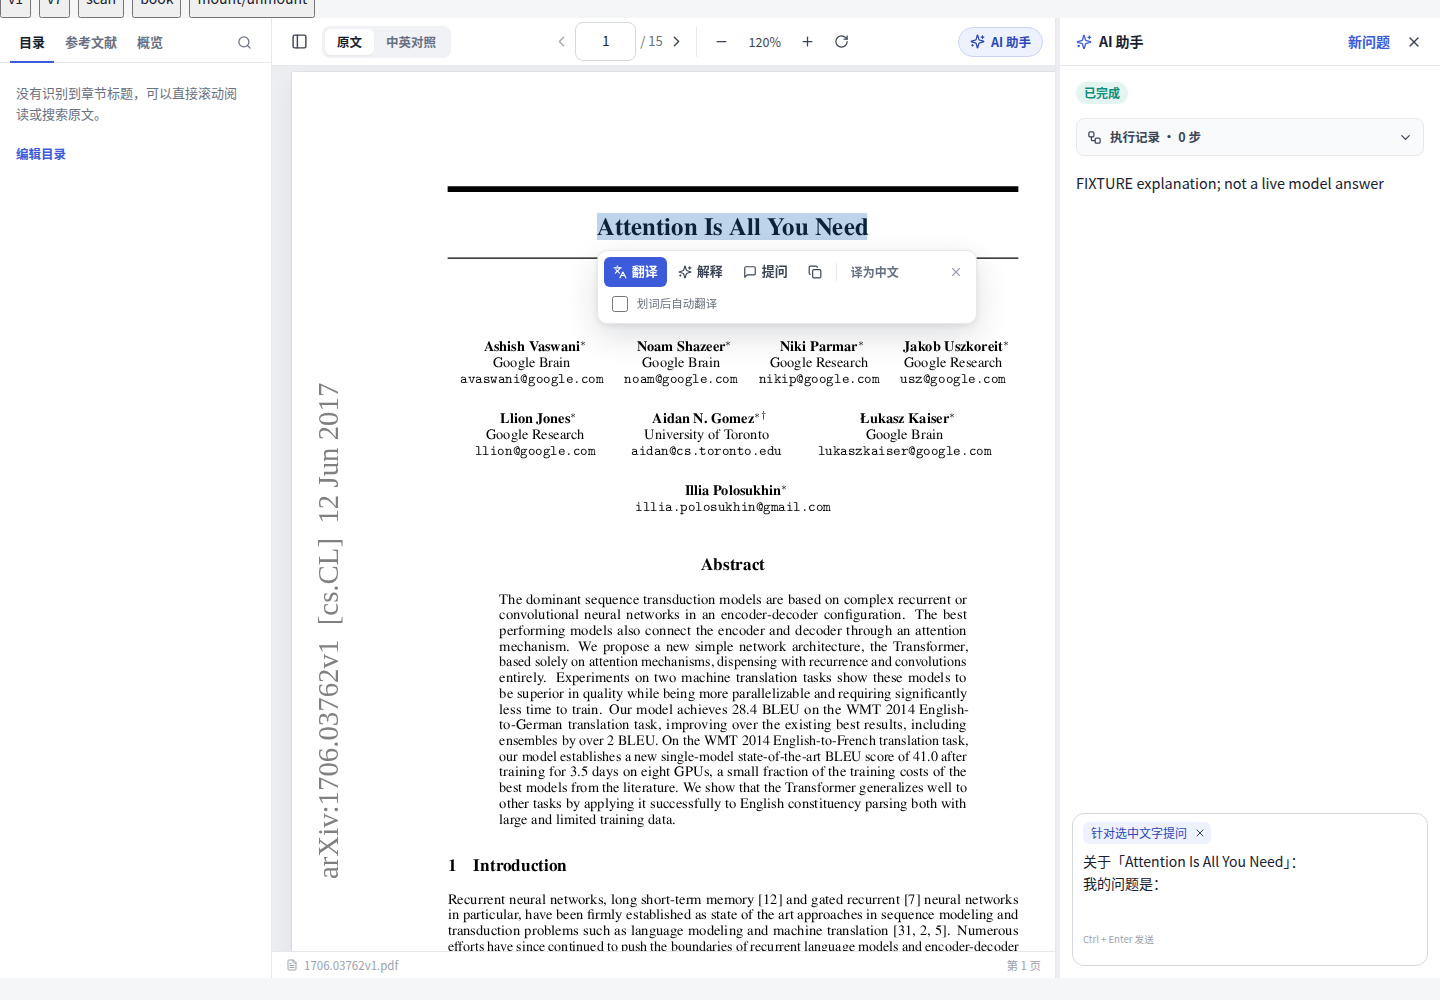 v1 v7 scan book mount/unmount
目录 参考文献 概览
没有识别到章节标题，可以直接滚动阅
读或搜索原文。
编辑目录
原文 中英对照
1 / 15
120%
AI 助手
Attention Is All You Need
翻译 解释 提问 译为中文
划词后自动翻译
Ashish Vaswani* Noam Shazeer* Niki Parmar* Jakob Uszkoreit*
Google Brain Google Brain Google Research Google Research
avaswani@google.com noam@google.com nikip@google.com usz@google.com
Llion Jones* Aidan N. Gomez*† Łukasz Kaiser*
Google Research University of Toronto Google Brain
llion@google.com aidan@cs.toronto.edu lukaszkaiser@google.com
Illia Polosukhin*
illia.polosukhin@gmail.com
arXiv:1706.03762v1 [cs.CL] 12 Jun 2017
Abstract
The dominant sequence transduction models are based on complex recurrent or
convolutional neural networks in an encoder-decoder configuration. The best
performing models also connect the encoder and decoder through an attention
mechanism. We propose a new simple network architecture, the Transformer,
based solely on attention mechanisms, dispensing with recurrence and convolutions
entirely. Experiments on two machine translation tasks show these models to
be superior in quality while being more parallelizable and requiring significantly
less time to train. Our model achieves 28.4 BLEU on the WMT 2014 English-
to-German translation task, improving over the existing best results, including
ensembles by over 2 BLEU. On the WMT 2014 English-to-French translation task,
our model establishes a new single-model state-of-the-art BLEU score of 41.0 after
training for 3.5 days on eight GPUs, a small fraction of the training costs of the
best models from the literature. We show that the Transformer generalizes well to
other tasks by applying it successfully to English constituency parsing both with
large and limited training data.
1 Introduction
Recurrent neural networks, long short-term memory [12] and gated recurrent [7] neural networks
in particular, have been firmly established as state of the art approaches in sequence modeling and
transduction problems such as language modeling and machine translation [31, 2, 5]. Numerous
efforts have since continued to push the boundaries of recurrent language models and encoder-decoder
1706.03762v1.pdf
第 1 页
AI 助手 新问题
已完成
执行记录 · 0 步
FIXTURE explanation; not a live model answer
针对选中文字提问
关于「Attention Is All You Need」：
我的问题是：
Ctrl + Enter 发送